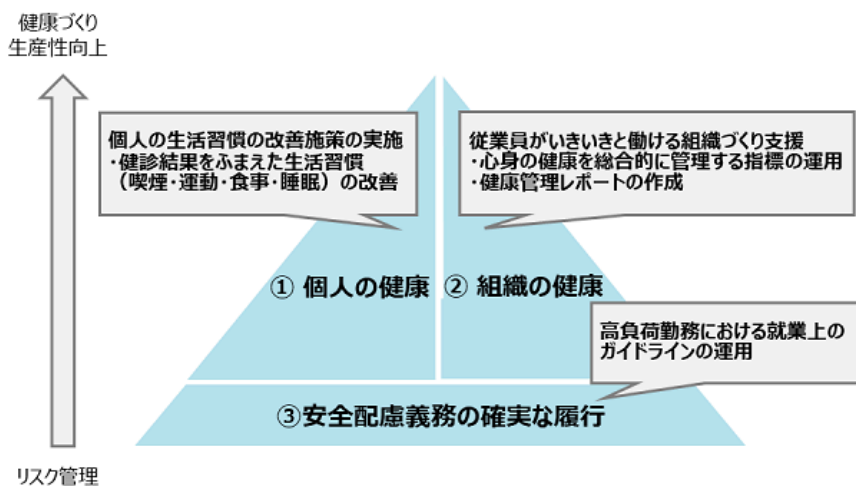 健康づくり
生産性向上
個人の生活習慣の改善施策の実施
・健診結果をふまえた生活習慣
（喫煙・運動・食事・睡眠）の改善
従業員がいきいきと働ける組織づくり支援
・心身の健康を総合的に管理する指標の運用
・健康管理レポートの作成
① 個人の健康
② 組織の健康
高負荷勤務における就業上の
ガイドラインの運用
③安全配慮義務の確実な履行
リスク管理